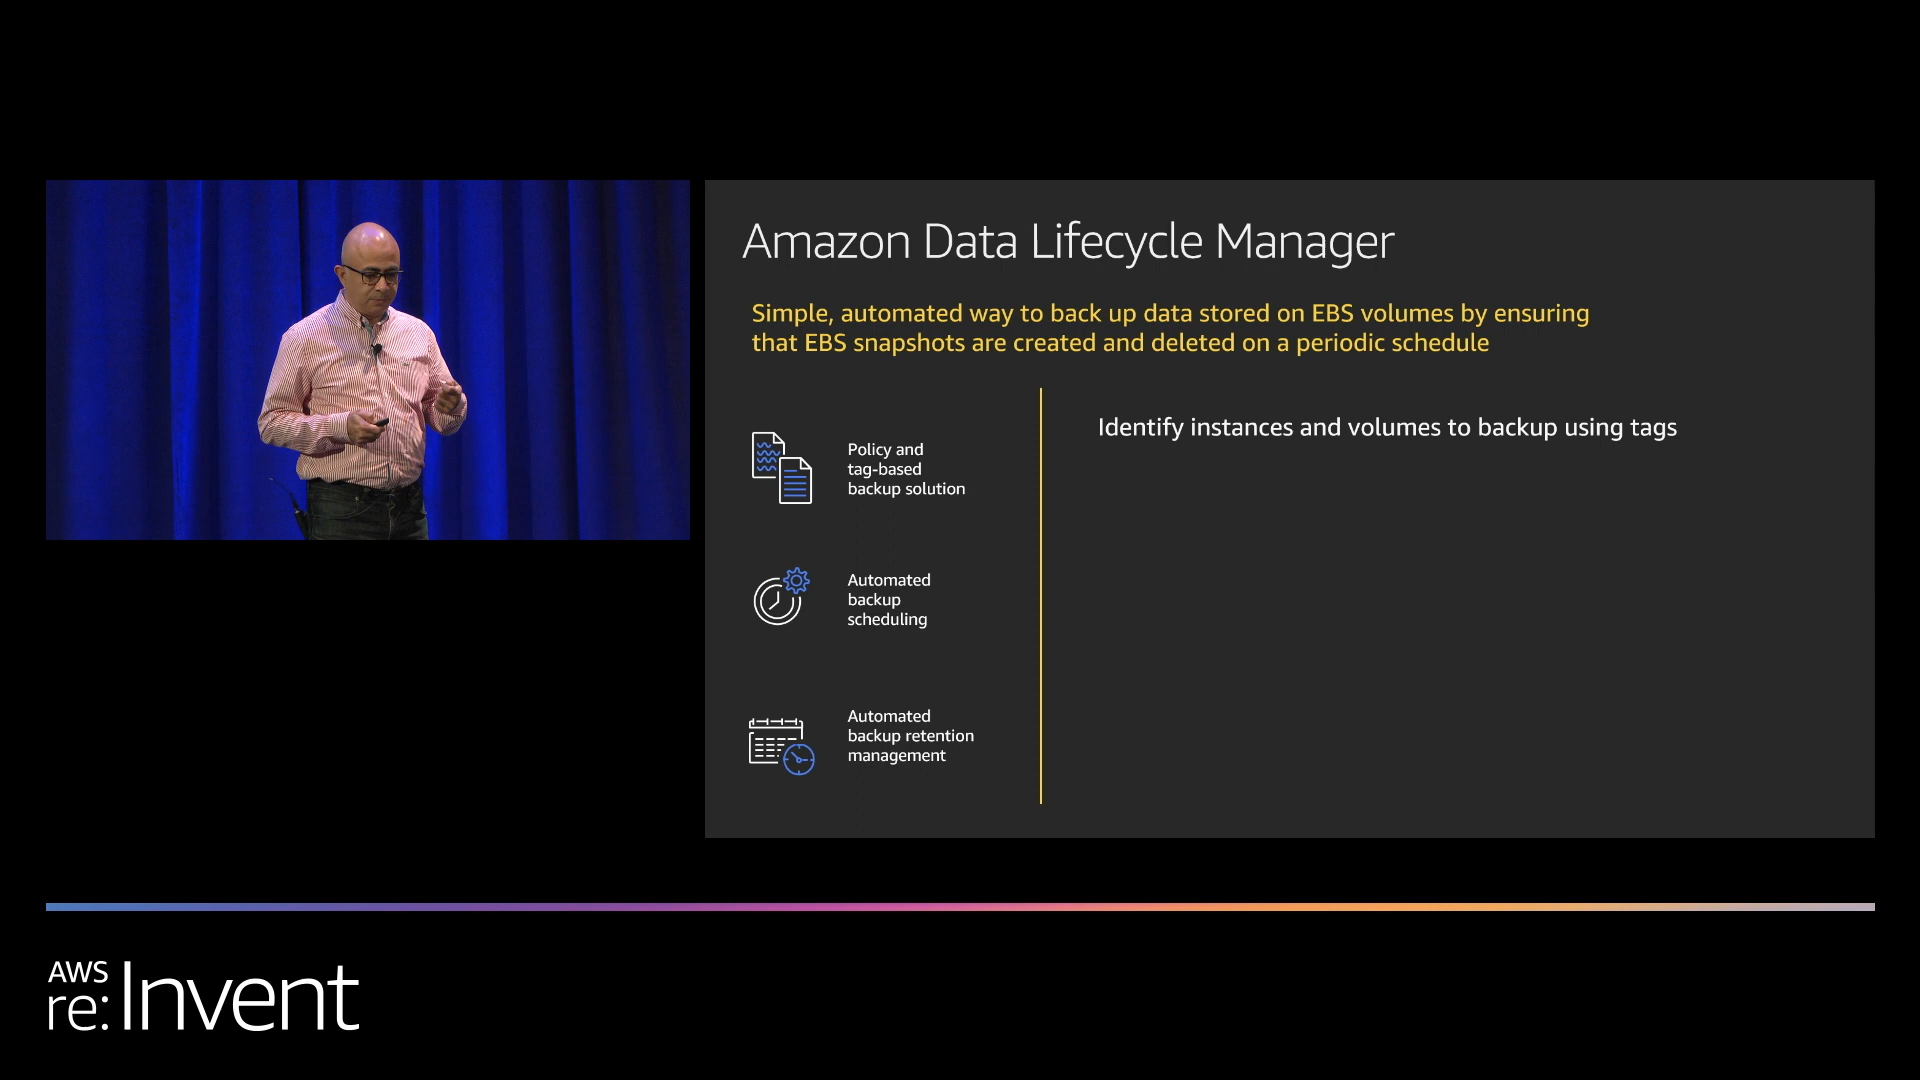 Amazon Data Lifecycle Manager
Simple, automated way to back up data stored on EBS volumes by ensuring
that EBS snapshots are created and deleted on a periodic schedule
Policy and
tag-based
backup solution
Automated
backup
scheduling
Automated
backup retention
management
Identify instances and volumes to backup using tags
AWS
re:Invent